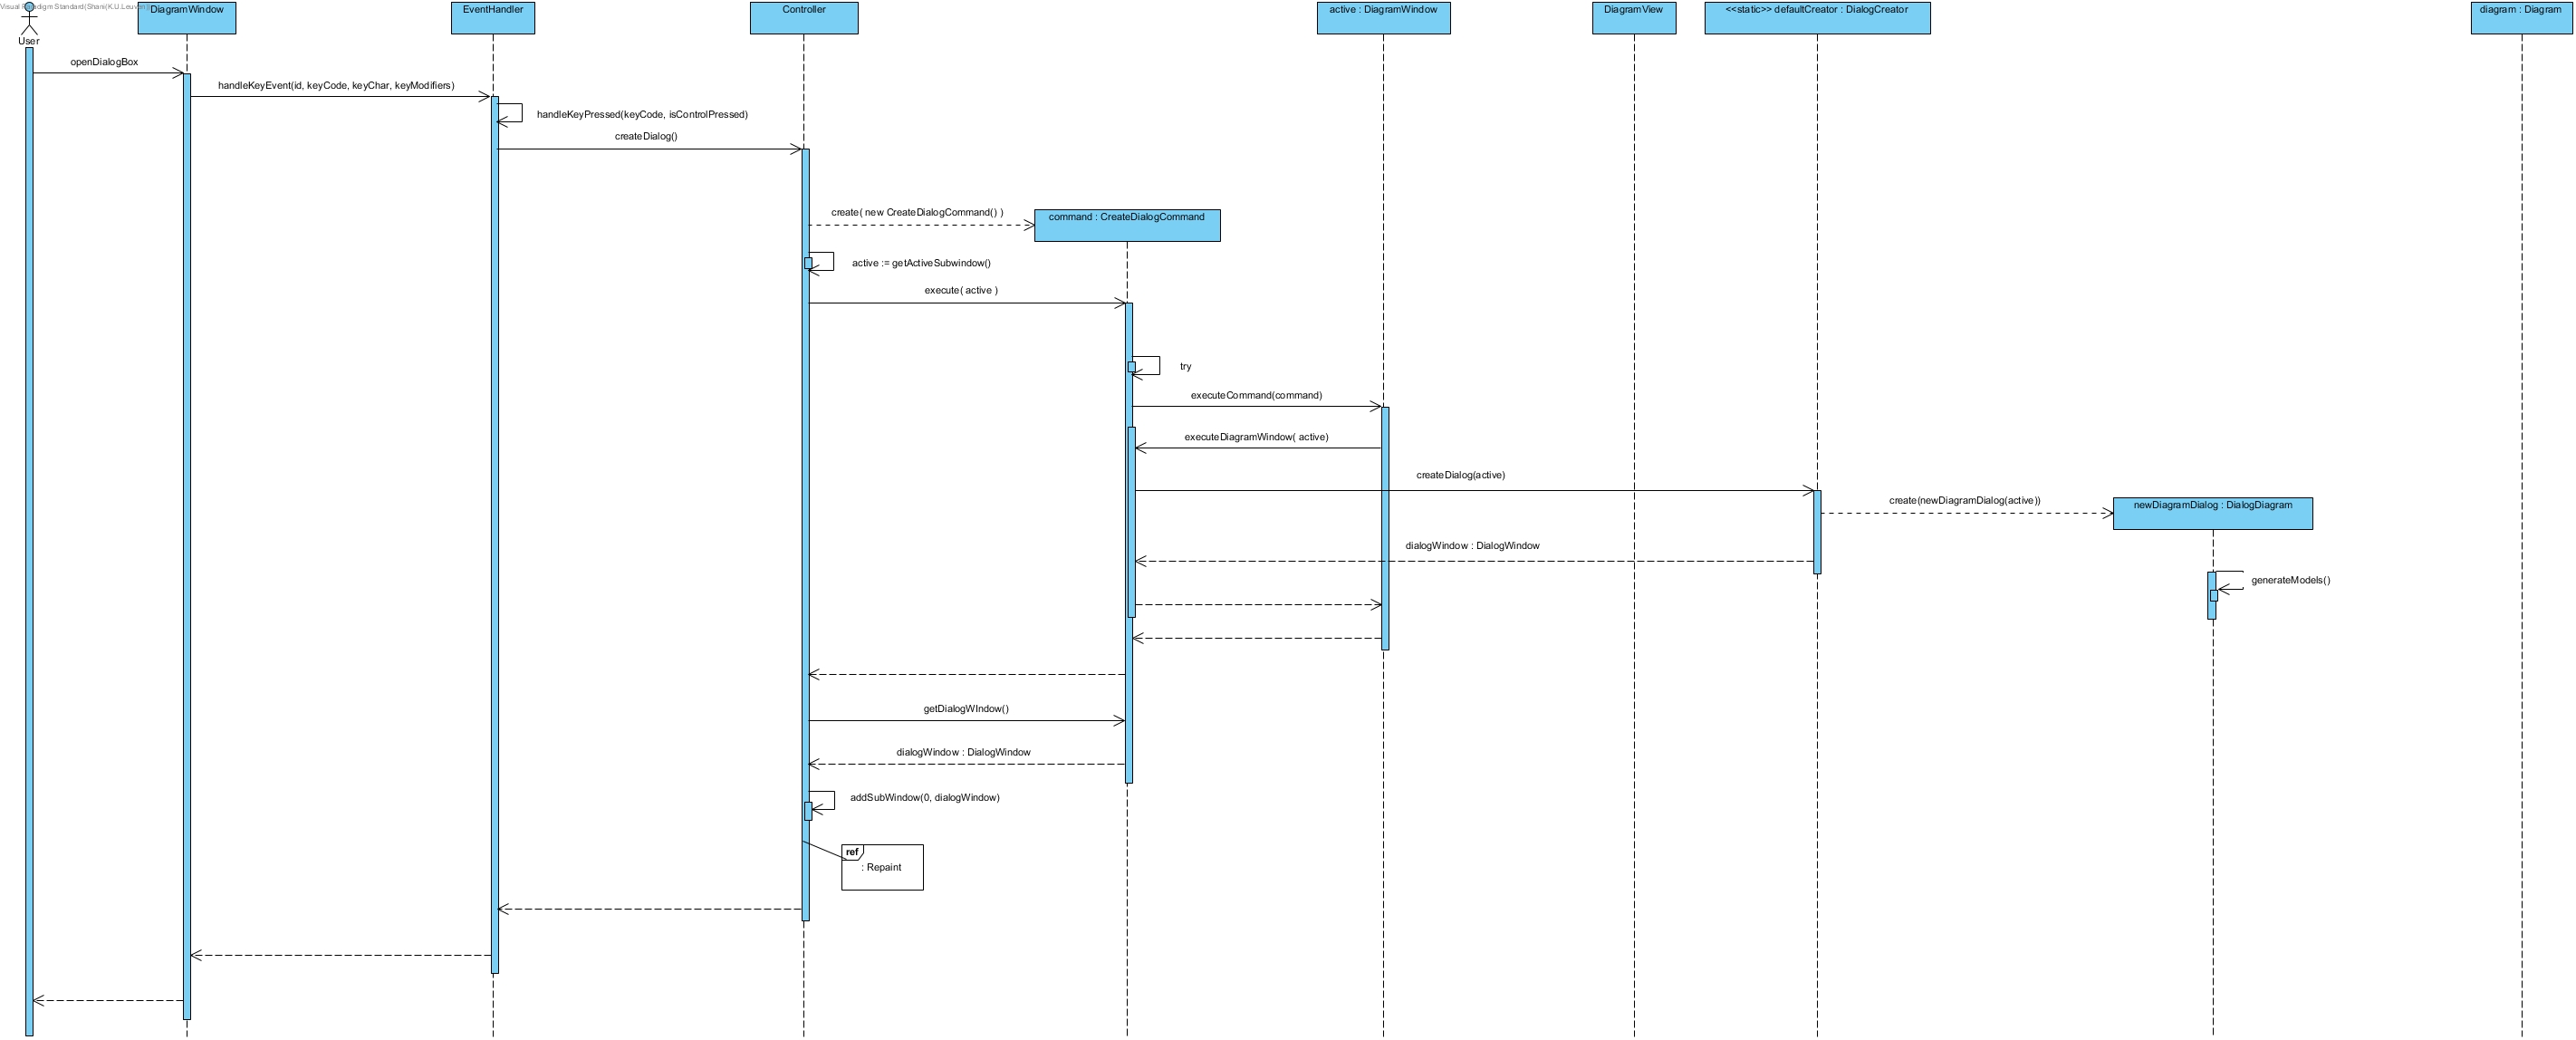 Visual Paradigm Standard(Shani(K.U.Leuven))
User
DiagramWindow
EventHandler
Controller
active : DiagramWindow
DiagramView
<<static>> defaultCreator : DialogCreator
diagram : Diagram
openDialogBox
handleKeyEvent(id, keyCode, keyChar, keyModifiers)
handleKeyPressed(keyCode, isControlPressed)
createDialog()
create( new CreateDialogCommand() )
command : CreateDialogCommand
active := getActiveSubwindow()
execute( active )
try
executeCommand(command)
executeDiagramWindow( active)
createDialog(active)
create(newDiagramDialog(active))
newDiagramDialog : DialogDiagram
dialogWindow : DialogWindow
generateModels()
getDialogWIndow()
dialogWindow : DialogWindow
addSubWindow(0, dialogWindow)
ref
: Repaint